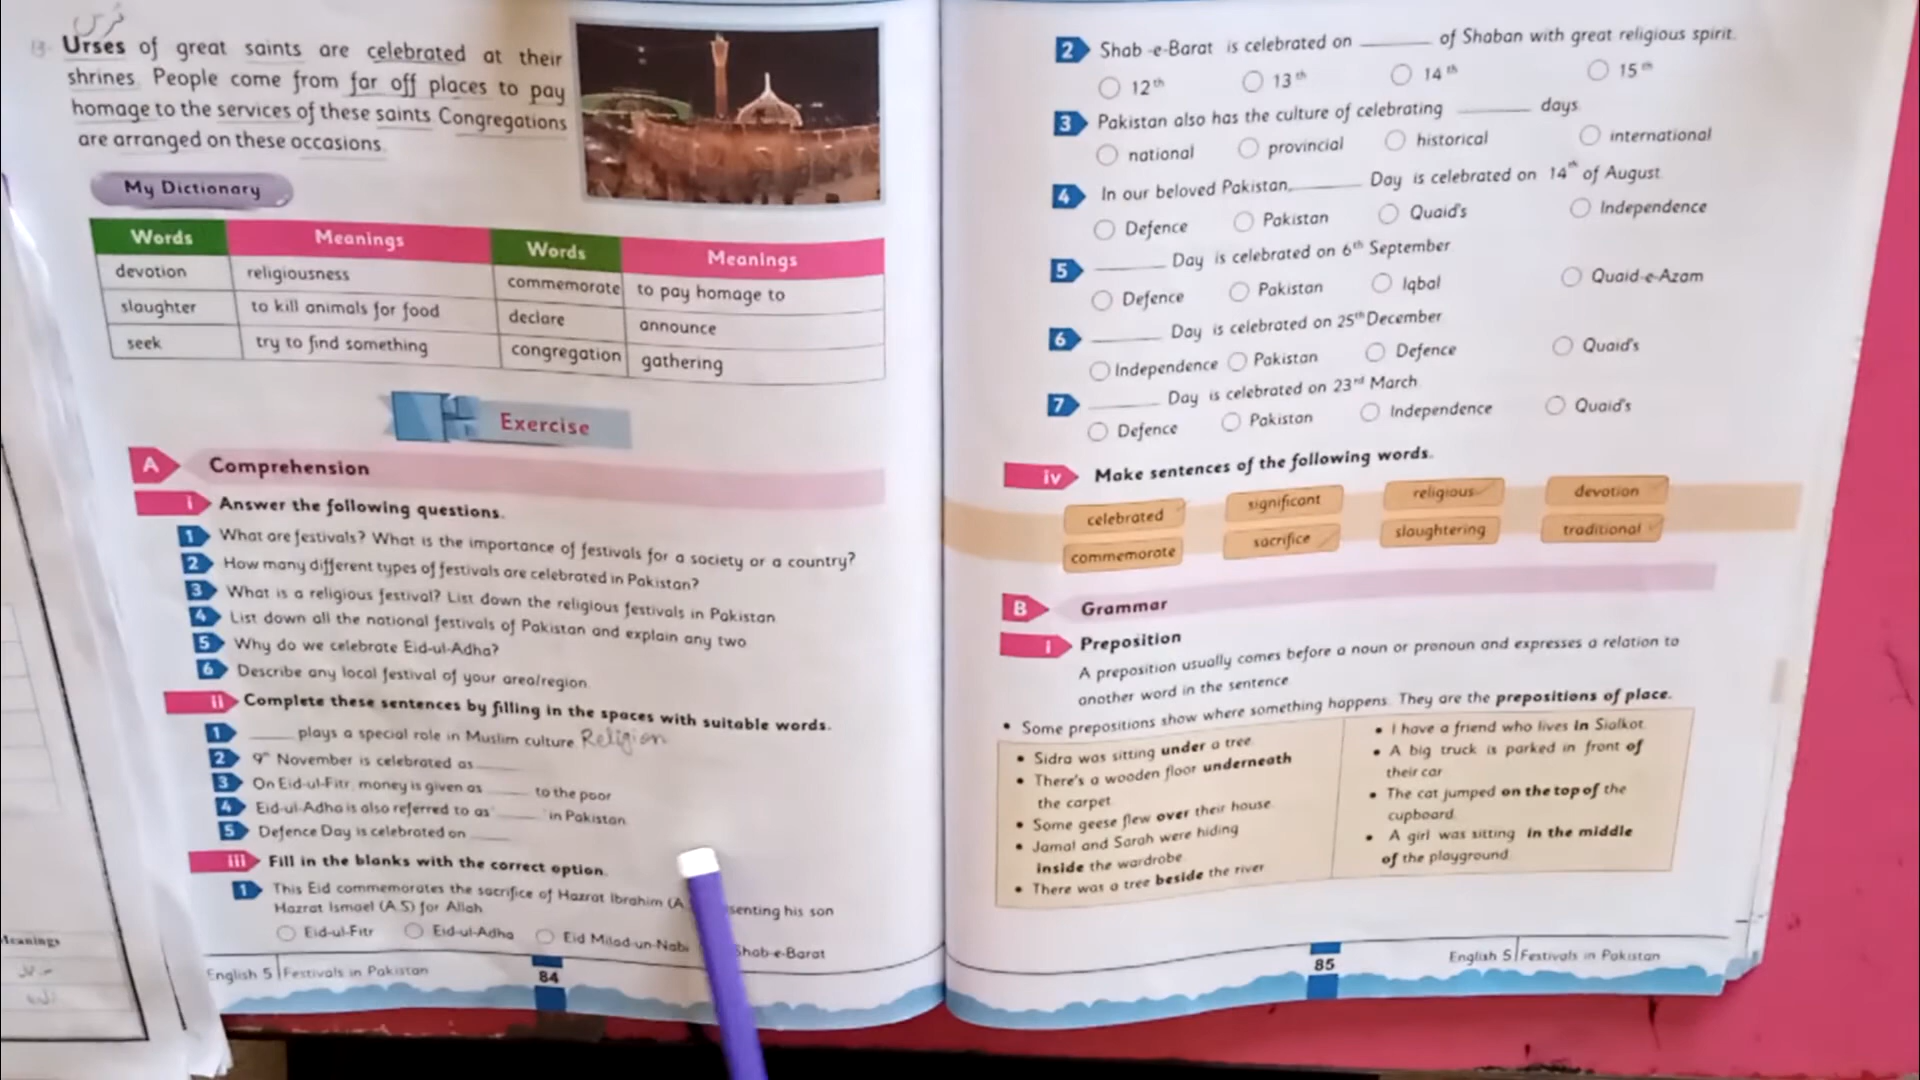 13. Urses of great saints are celebrated at their
shrines. People come from far off places to pay
homage to the services of these saints. Congregations
are arranged on these occasions.
My Dictionary
Words Meanings Words Meanings
devotion religiousness commemorate to pay homage to
slaughter to kill animals for food declare announce
seek try to find something congregation gathering
Exercise
A Comprehension
i Answer the following questions.
1 What are festivals? What is the importance of festivals for a society or a country?
2 How many different types of festivals are celebrated in Pakistan?
3 What is a religious festival? List down the religious festivals in Pakistan
4 List down all the national festivals of Pakistan and explain any two
5 Why do we celebrate Eid-ul-Adha?
6 Describe any local festival of your area/region.
ii Complete these sentences by filling in the spaces with suitable words.
1 ______ plays a special role in Muslim culture. Religion
2 9th November is celebrated as ______
3 On Eid-ul-Fitr, money is given as ______ to the poor
4 Eid-ul-Adha is also referred to as '______' in Pakistan.
5 Defence Day is celebrated on ______
iii Fill in the blanks with the correct option.
1 This Eid commemorates the sacrifice of Hazrat Ibrahim (A. senting his son
Hazrat Ismael (A.S) for Allah
Eid-ul-Fitr Eid-ul-Adha Eid Milad-un-Nabi Shab-e-Barat
English 5 Festivals in Pakistan
84
Meanings
2 Shab-e-Barat is celebrated on ______ of Shaban with great religious spirit.
12th 13th 14th 15th
3 Pakistan also has the culture of celebrating ______ days
national provincial historical international
4 In our beloved Pakistan, ______ Day is celebrated on 14th of August.
Defence Pakistan Quaid's Independence
5 ______ Day is celebrated on 6th September
Defence Pakistan Iqbal Quaid-e-Azam
6 ______ Day is celebrated on 25th December
Independence Pakistan Defence Quaid's
7 ______ Day is celebrated on 23rd March
Defence Pakistan Independence Quaid's
iv Make sentences of the following words.
celebrated significant religious devotion
commemorate sacrifice slaughtering traditional
B Grammar
i Preposition
A preposition usually comes before a noun or pronoun and expresses a relation to
another word in the sentence
• Some prepositions show where something happens. They are the prepositions of place.
• Sidra was sitting under a tree.
• There's a wooden floor underneath
the carpet.
• Some geese flew over their house.
• Jamal and Sarah were hiding
inside the wardrobe
• There was a tree beside the river
• I have a friend who lives in Sialkot.
• A big truck is parked in front of
their car
• The cat jumped on the top of the
cupboard.
• A girl was sitting in the middle
of the playground.
85
English 5 Festivals in Pakistan